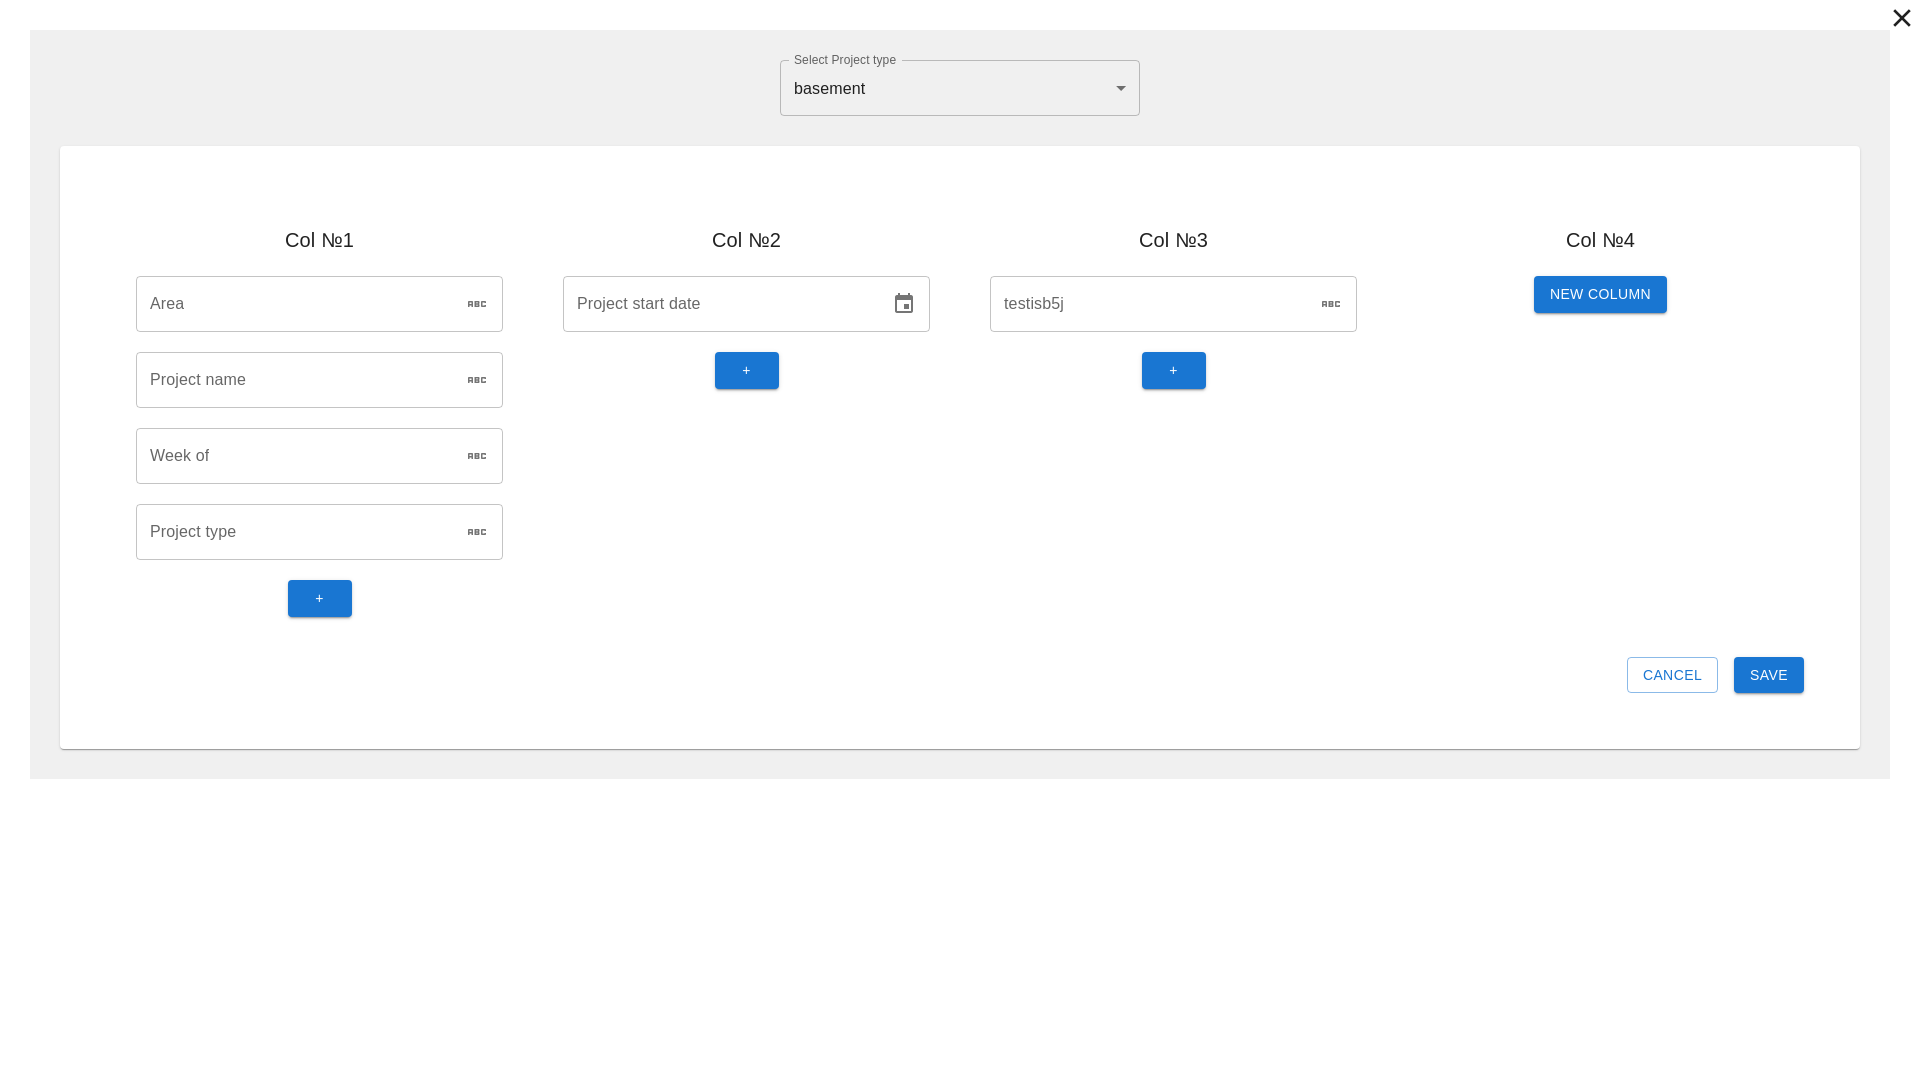 Select Project type
basement
Col №1
Area
ABC
Project name
ABC
Week of
ABC
Project type
ABC
+
Col №2
Project start date
+
Col №3
testisb5j
ABC
+
Col №4
NEW COLUMN
CANCEL
SAVE